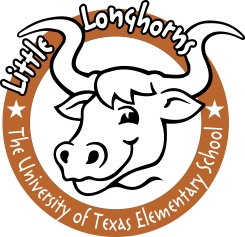 Little Longhorns
The University of Texas Elementary School